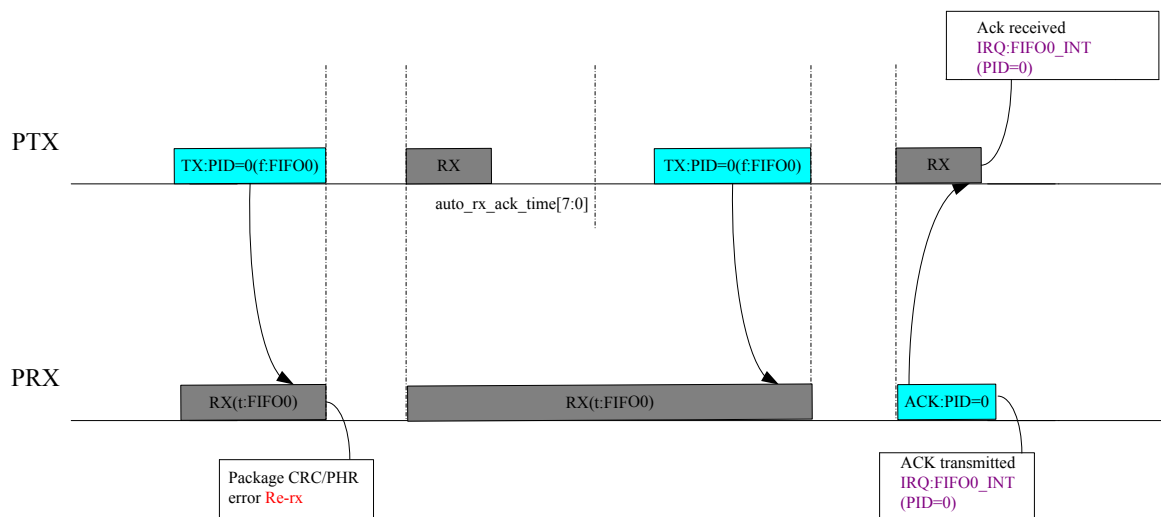 Ack received
IRQ:FIFO0_INT
(PID=0)
PTX
TX:PID=0(f:FIFO0)
RX
TX:PID=0(f:FIFO0)
RX
auto_rx_ack_time[7:0]
PRX
RX(t:FIFO0)
RX(t:FIFO0)
ACK:PID=0
Package CRC/PHR
error Re-rx
ACK transmitted
IRQ:FIFO0_INT
(PID=0)